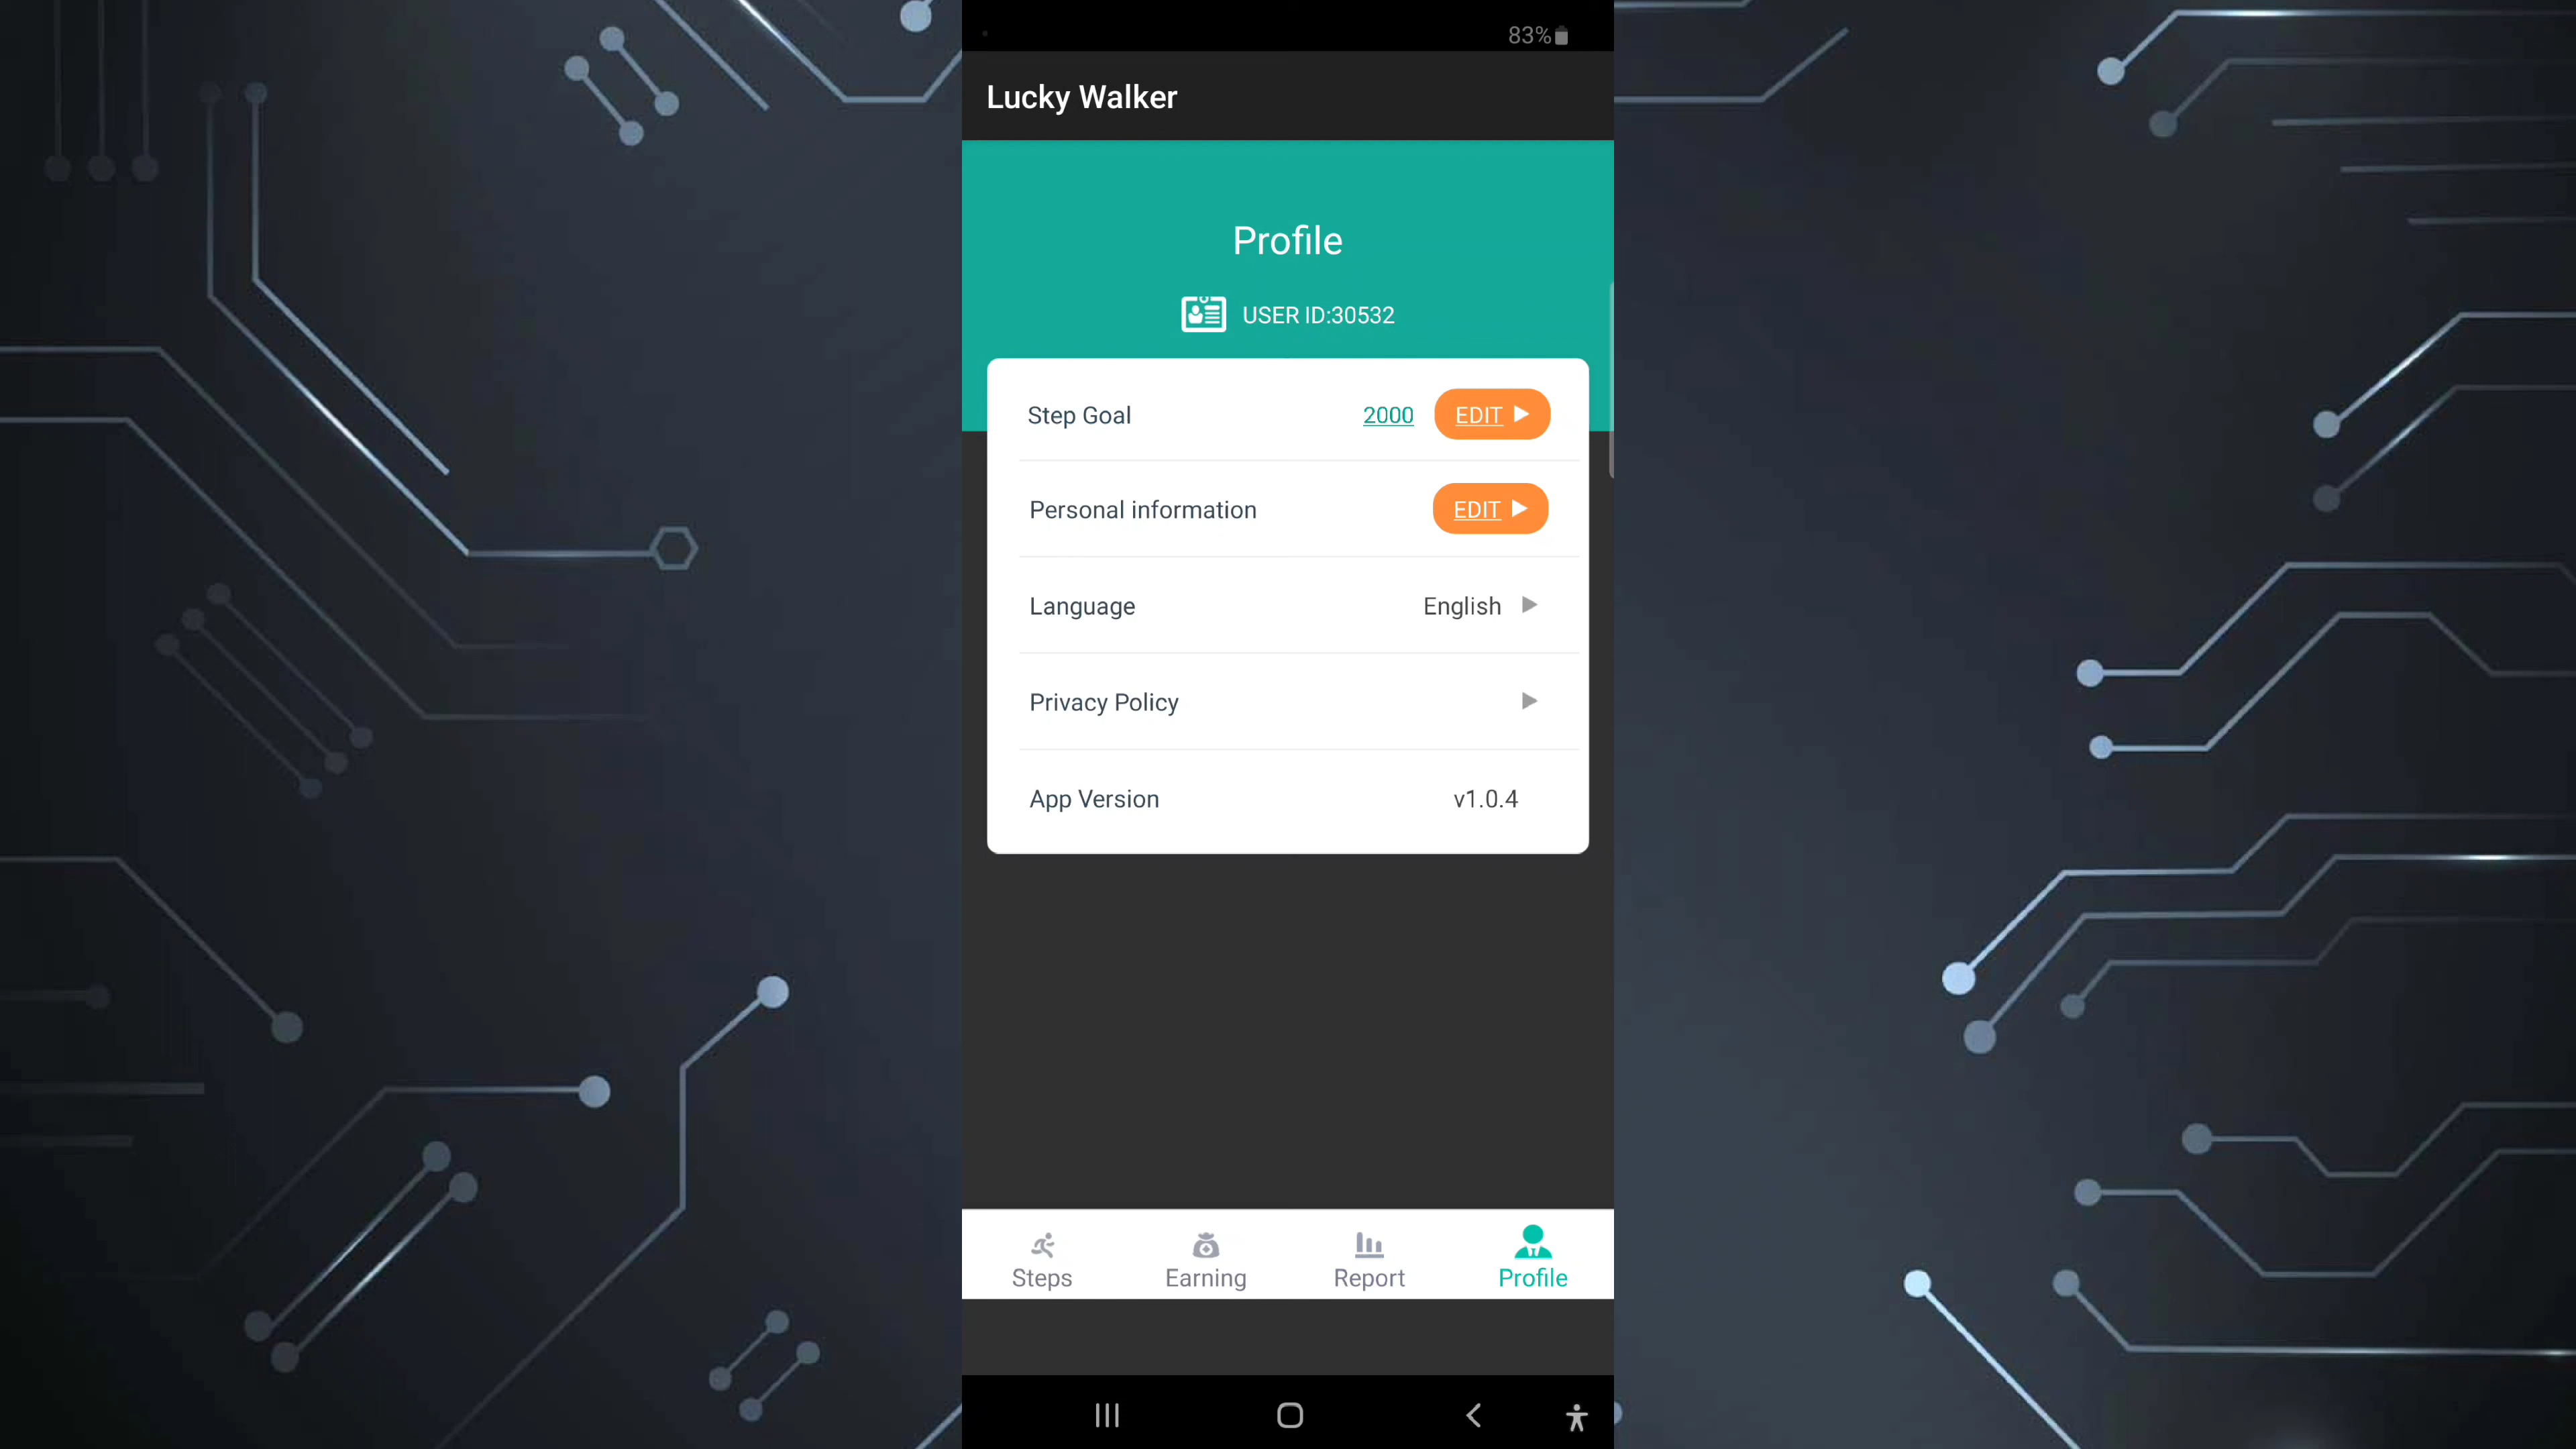 83%
Lucky Walker
Profile
USER ID:30532
Step Goal 2000 EDIT
Personal information EDIT
Language English
Privacy Policy
App Version v1.0.4
Steps Earning Report Profile